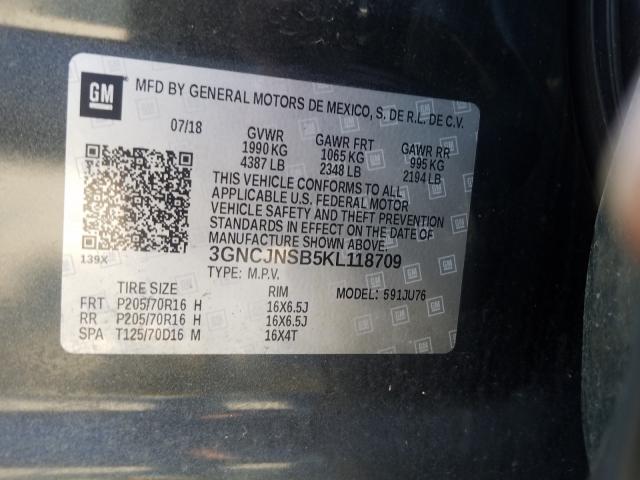 GM
MFD BY GENERAL MOTORS DE MEXICO, S. DE R.L. DE C.V.
07/18 GVWR GAWR FRT GAWR RR
1990 KG 1065 KG 995 KG
4387 LB 2348 LB 2194 LB
THIS VEHICLE CONFORMS TO ALL
APPLICABLE U.S. FEDERAL MOTOR
VEHICLE SAFETY AND THEFT PREVENTION
STANDARDS IN EFFECT ON THE DATE OF
MANUFACTURE SHOWN ABOVE.
139X 3GNCJNSB5KL118709
TYPE: M.P.V.
TIRE SIZE RIM MODEL: 591JU76
FRT P205/70R16 H 16X6.5J
RR P205/70R16 H 16X6.5J
SPA T125/70D16 M 16X4T